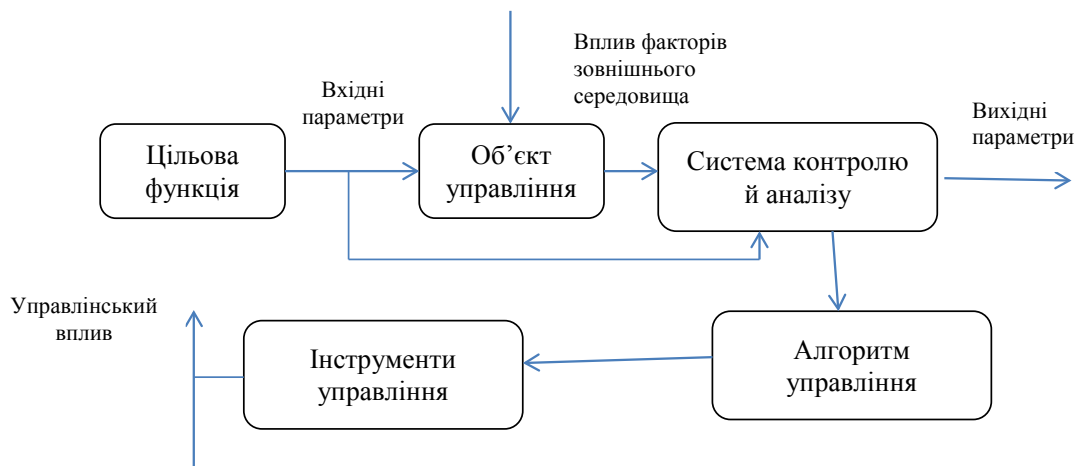 Вплив факторів
зовнішнього
середовища
Вхідні
параметри
Вихідні
параметри
Цільова
функція
Об’єкт
управління
Система контролю
й аналізу
Управлінський
вплив
Інструменти
управління
Алгоритм
управління